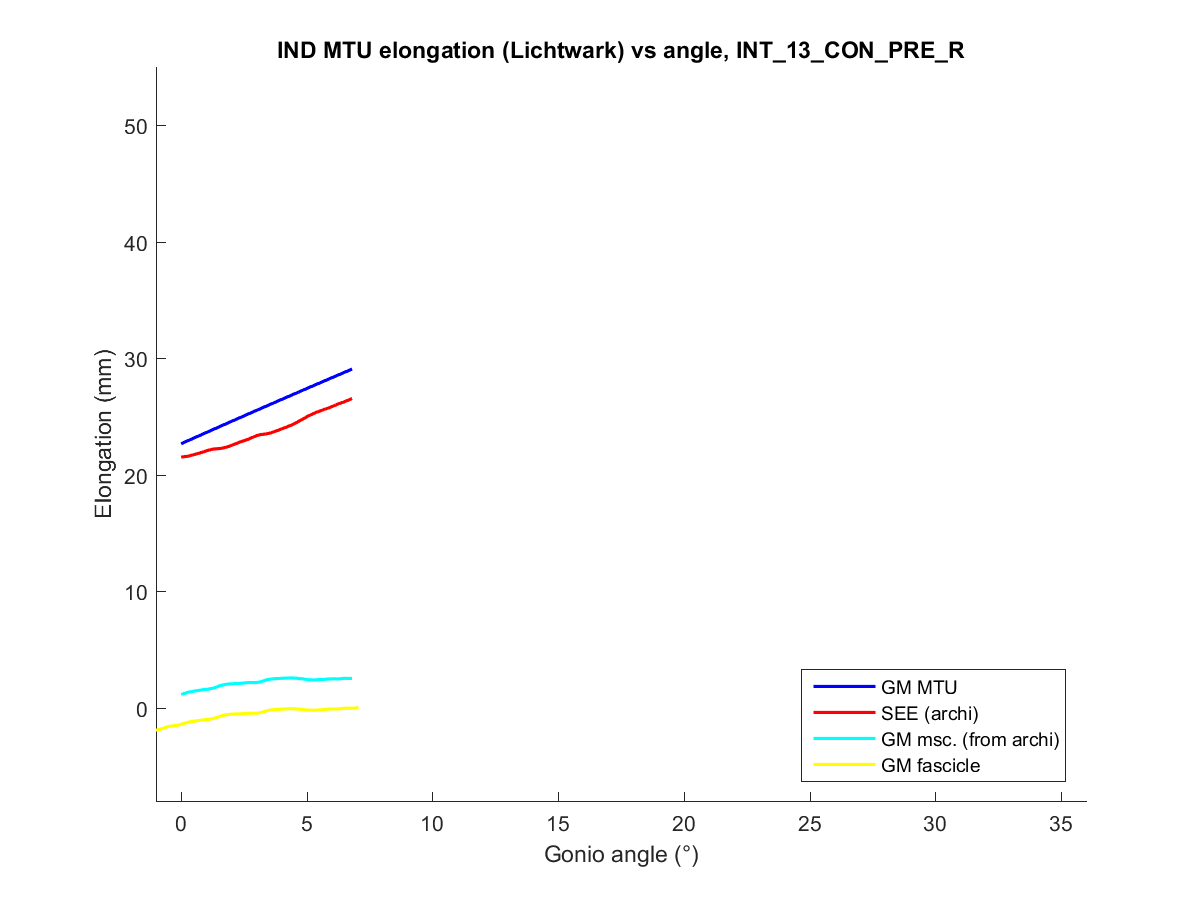 IND MTU elongation (Lichtwark) vs angle, INT_13_CON_PRE_R
50
40
30
20
10
0
Elongation (mm)
0 5 10 15 20 25 30 35
Gonio angle (°)
GM MTU
SEE (archi)
GM msc. (from archi)
GM fascicle